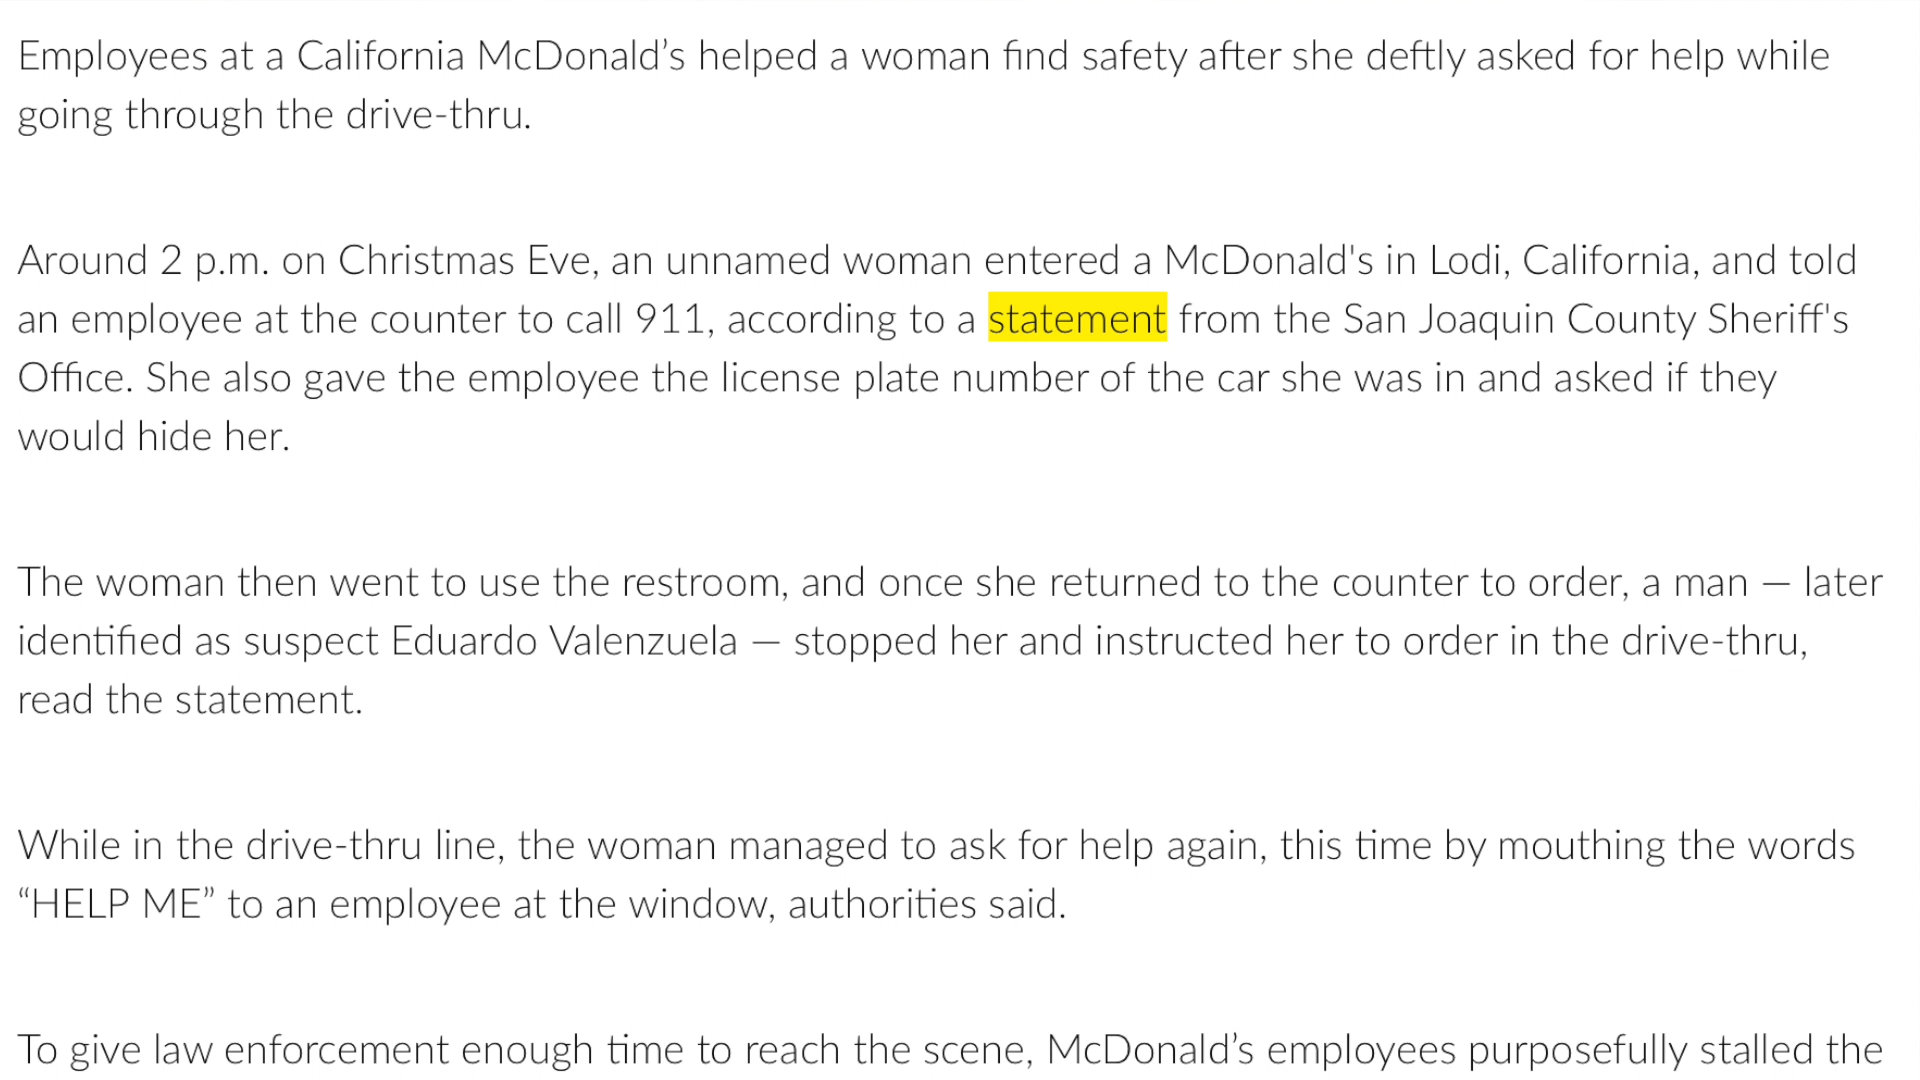 Employees at a California McDonald’s helped a woman find safety after she deftly asked for help while
going through the drive-thru.
Around 2 p.m. on Christmas Eve, an unnamed woman entered a McDonald's in Lodi, California, and told
an employee at the counter to call 911, according to a statement from the San Joaquin County Sheriff's
Office. She also gave the employee the license plate number of the car she was in and asked if they
would hide her.
The woman then went to use the restroom, and once she returned to the counter to order, a man — later
identified as suspect Eduardo Valenzuela — stopped her and instructed her to order in the drive-thru,
read the statement.
While in the drive-thru line, the woman managed to ask for help again, this time by mouthing the words
“HELP ME” to an employee at the window, authorities said.
To give law enforcement enough time to reach the scene, McDonald’s employees purposefully stalled the